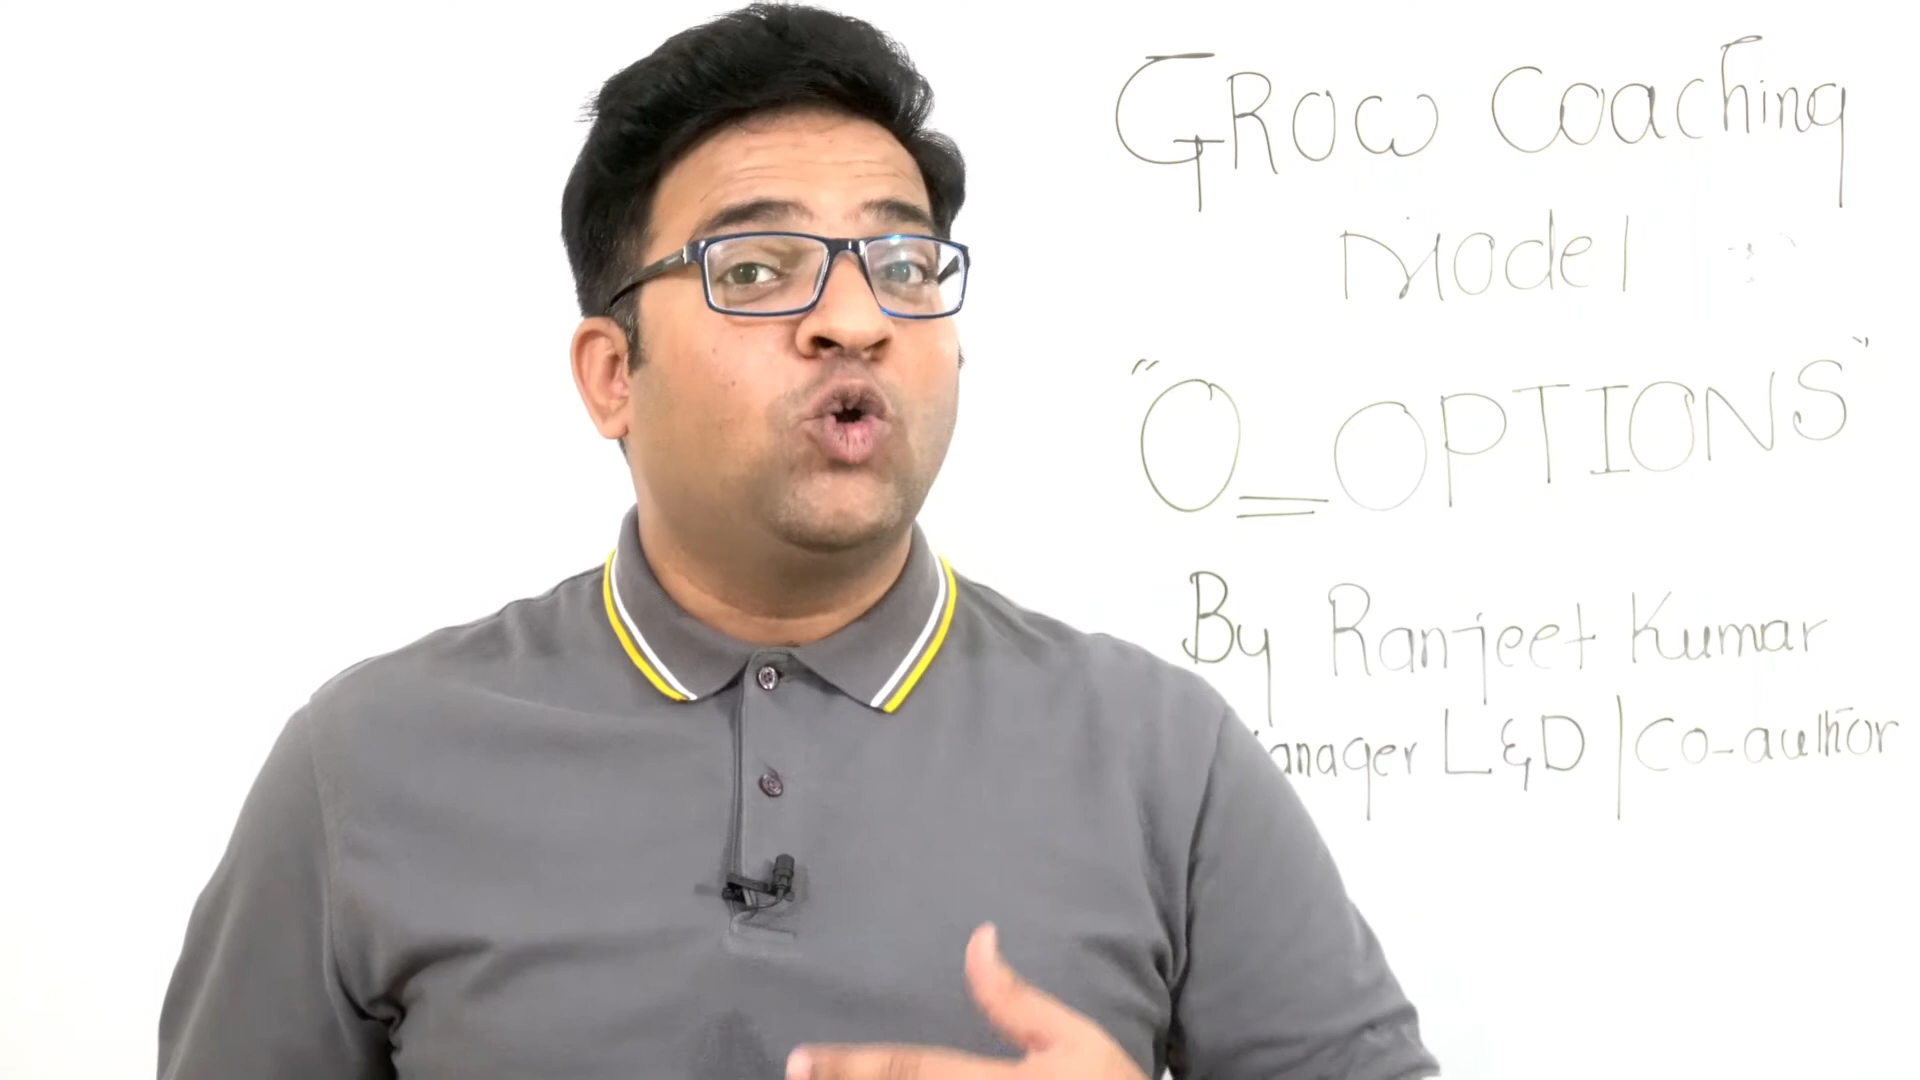 GROW Coaching
Model
"O_OPTIONS"
By Ranjeet Kumar
anager L&D | Co-author